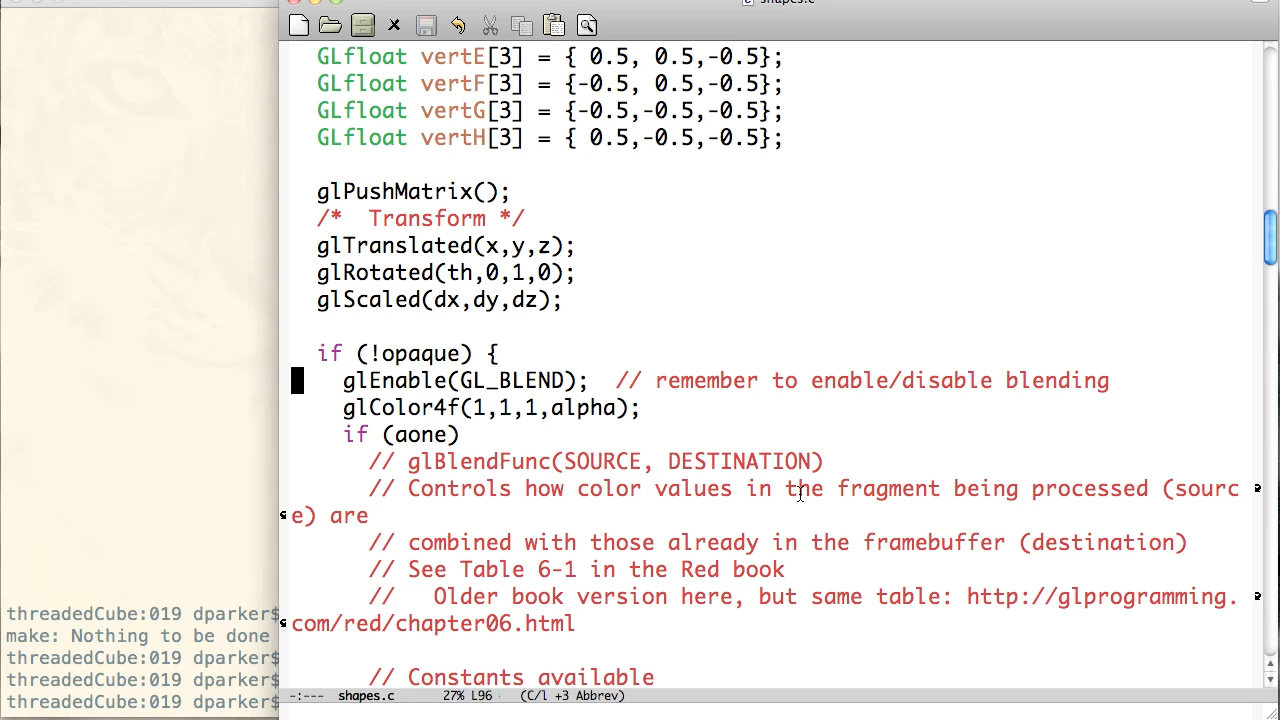 shapes.c
GLfloat vertE[3] = { 0.5, 0.5,-0.5};
GLfloat vertF[3] = {-0.5, 0.5,-0.5};
GLfloat vertG[3] = {-0.5,-0.5,-0.5};
GLfloat vertH[3] = { 0.5,-0.5,-0.5};
glPushMatrix();
/*  Transform */
glTranslated(x,y,z);
glRotated(th,0,1,0);
glScaled(dx,dy,dz);
if (!opaque) {
glEnable(GL_BLEND);  // remember to enable/disable blending
glColor4f(1,1,1,alpha);
if (aone)
// glBlendFunc(SOURCE, DESTINATION)
// Controls how color values in the fragment being processed (sourc
e) are
// combined with those already in the framebuffer (destination)
// See Table 6-1 in the Red book
//   Older book version here, but same table: http://glprogramming.
com/red/chapter06.html
// Constants available
-:---  shapes.c      27% L96   (C/l +3 Abbrev)
threadedCube:019 dparker$
make: Nothing to be done
threadedCube:019 dparker$
threadedCube:019 dparker$
threadedCube:019 dparker$